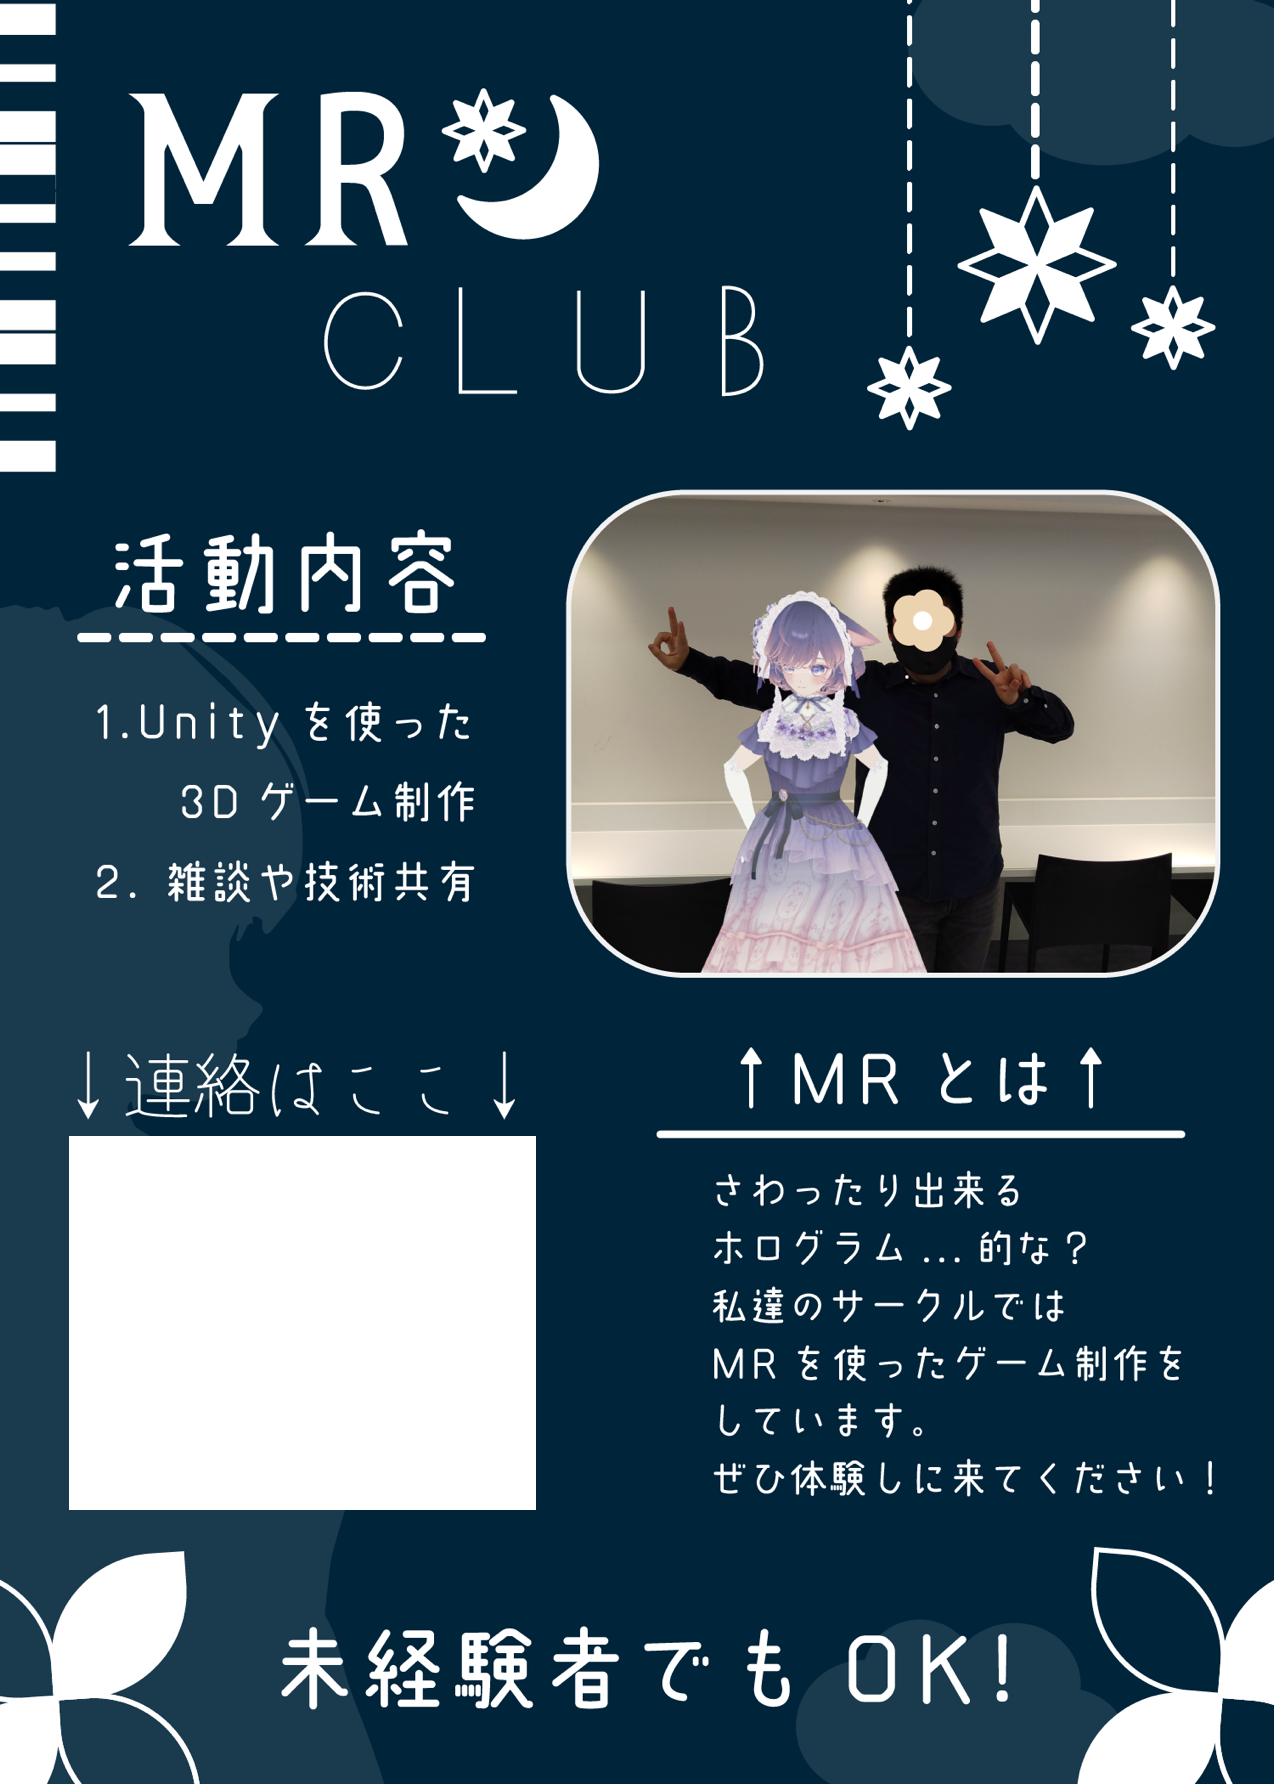 MR
CLUB
活動内容
1.Unity を使った
3D ゲーム制作
2. 雑談や技術共有
↓連絡はここ↓
↑MR とは↑
さわったり出来る
ホログラム ... 的な？
私達のサークルでは
MR を使ったゲーム制作を
しています。
ぜひ体験しに来てください！
未経験者でも OK!